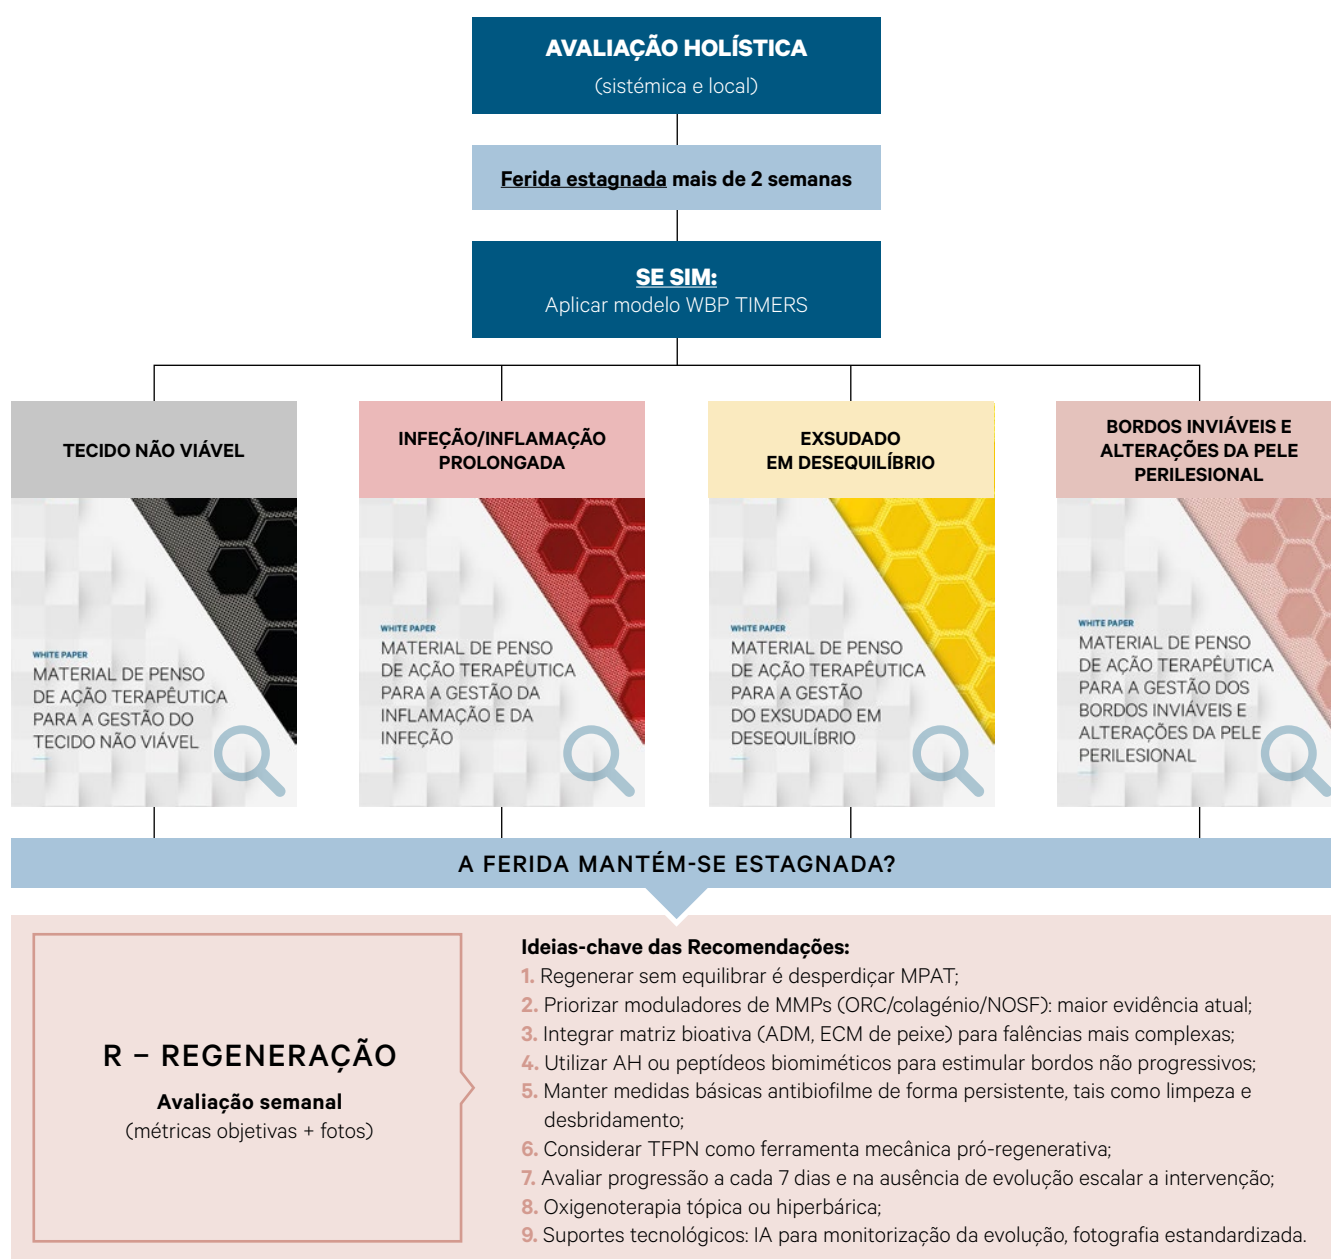 AVALIAÇÃO HOLÍSTICA
(sistémica e local)
Ferida estagnada mais de 2 semanas
SE SIM:
Aplicar modelo WBP TIMERS
TECIDO NÃO VIÁVEL
WHITE PAPER
MATERIAL DE PENSO
DE AÇÃO TERAPÊUTICA
PARA A GESTÃO DO
TECIDO NÃO VIÁVEL
INFEÇÃO/INFLAMAÇÃO
PROLONGADA
WHITE PAPER
MATERIAL DE PENSO
DE AÇÃO TERAPÊUTICA
PARA A GESTÃO DA
INFLAMAÇÃO E DA
INFEÇÃO
EXSUDADO
EM DESEQUILÍBRIO
WHITE PAPER
MATERIAL DE PENSO
DE AÇÃO TERAPÊUTICA
PARA A GESTÃO
DO EXSUDADO EM
DESEQUILÍBRIO
BORDOS INVIÁVEIS E
ALTERAÇÕES DA PELE
PERILESIONAL
WHITE PAPER
MATERIAL DE PENSO
DE AÇÃO TERAPÊUTICA
PARA A GESTÃO DOS
BORDOS INVIÁVEIS E
ALTERAÇÕES DA PELE
PERILESIONAL
A FERIDA MANTÉM-SE ESTAGNADA?
R – REGENERAÇÃO
Avaliação semanal
(métricas objetivas + fotos)
Ideias-chave das Recomendações:
1. Regenerar sem equilibrar é desperdiçar MPAT;
2. Priorizar moduladores de MMPs (ORC/colagénio/NOSF): maior evidência atual;
3. Integrar matriz bioativa (ADM, ECM de peixe) para falências mais complexas;
4. Utilizar AH ou peptídeos biomiméticos para estimular bordos não progressivos;
5. Manter medidas básicas antibiofilme de forma persistente, tais como limpeza e
desbridamento;
6. Considerar TFPN como ferramenta mecânica pró-regenerativa;
7. Avaliar progressão a cada 7 dias e na ausência de evolução escalar a intervenção;
8. Oxigenoterapia tópica ou hiperbárica;
9. Suportes tecnológicos: IA para monitorização da evolução, fotografia estandardizada.